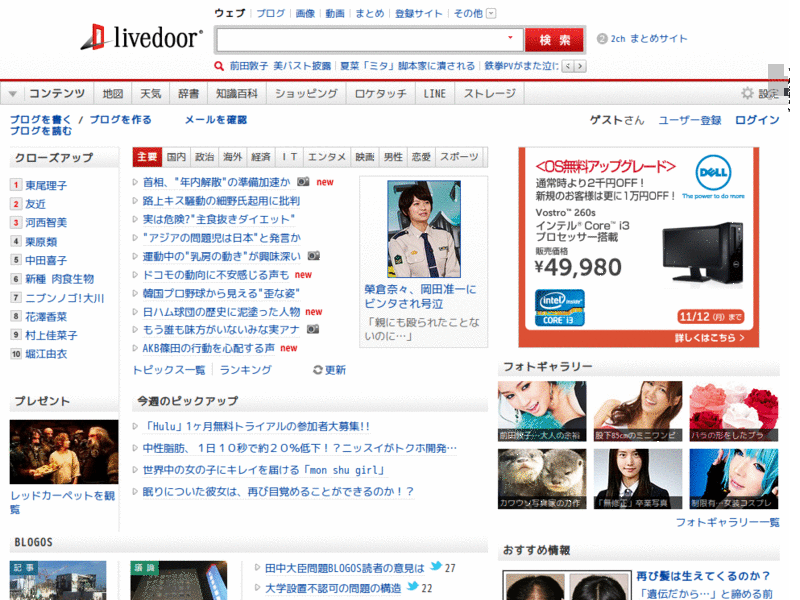 ウェブ ブログ 画像 動画 まとめ 登録サイト その他
livedoor
検索
2ch まとめサイト
前田敦子 美バスト披露 夏菜「ミタ」脚本家に潰される 鉄拳PVがまた泣け
コンテンツ 地図 天気 辞書 知識百科 ショッピング ロケタッチ LINE ストレージ 設定
ブログを書く / ブログを作る メールを確認
ブログを読む
ゲストさん ユーザー登録 ログイン
クローズアップ
1 東尾理子
2 友近
3 河西智美
4 栗原類
5 中田喜子
6 新種 肉食生物
7 ニブンノゴ!大川
8 花澤香菜
9 村上佳菜子
10 堀江由衣
主要 国内 政治 海外 経済 IT エンタメ 映画 男性 恋愛 スポーツ
首相、"年内解散"の準備加速か new
路上キス騒動の細野氏起用に批判
実は危険?"主食抜きダイエット"
"アジアの問題児は日本"と発言か
運動中の"乳房の動き"が興味深い
ドコモの動向に不安感じる声も new
韓国プロ野球から見える"歪な姿"
日ハム球団の歴史に泥塗った人物 new
もう誰も味方がいないみな実アナ
AKB篠田の行動を心配する声 new
トピックス一覧 ランキング 更新
榮倉奈々、岡田准一に
ビンタされ号泣
「親にも殴られたことな
いのに…」
<OS無料アップグレード>
通常時より2千円OFF!
新規のお客様は更に1万円OFF!
DELL
The power to do more
Vostro™ 260s
インテル® Core™ i3
プロセッサー搭載
販売価格
¥49,980
intel inside
CORE i3
11/12(月)まで
詳しくはこちら >
プレゼント
レッドカーペットを観
覧
今週のピックアップ
「Hulu」1ヶ月無料トライアルの参加者大募集!!
中性脂肪、１日１０秒で約２０％低下！？ニッスイがトクホ開発…
世界中の女の子にキレイを届ける「mon shu girl」
眠りについた彼女は、再び目覚めることができるのか！？
フォトギャラリー
前田敦子…大人の余裕
股下85cmのミニワンピ
バラの形をしたブラ
カワウソ写真家の力作
「無修正」卒業写真
制限有…女装コスプレ
フォトギャラリー一覧
BLOGOS
記事
議論
田中大臣問題BLOGOS読者の意見は 27
大学設置不認可の問題の構造 22
おすすめ情報
再び髪は生えてくるのか?
「遺伝だから…」と諦める前